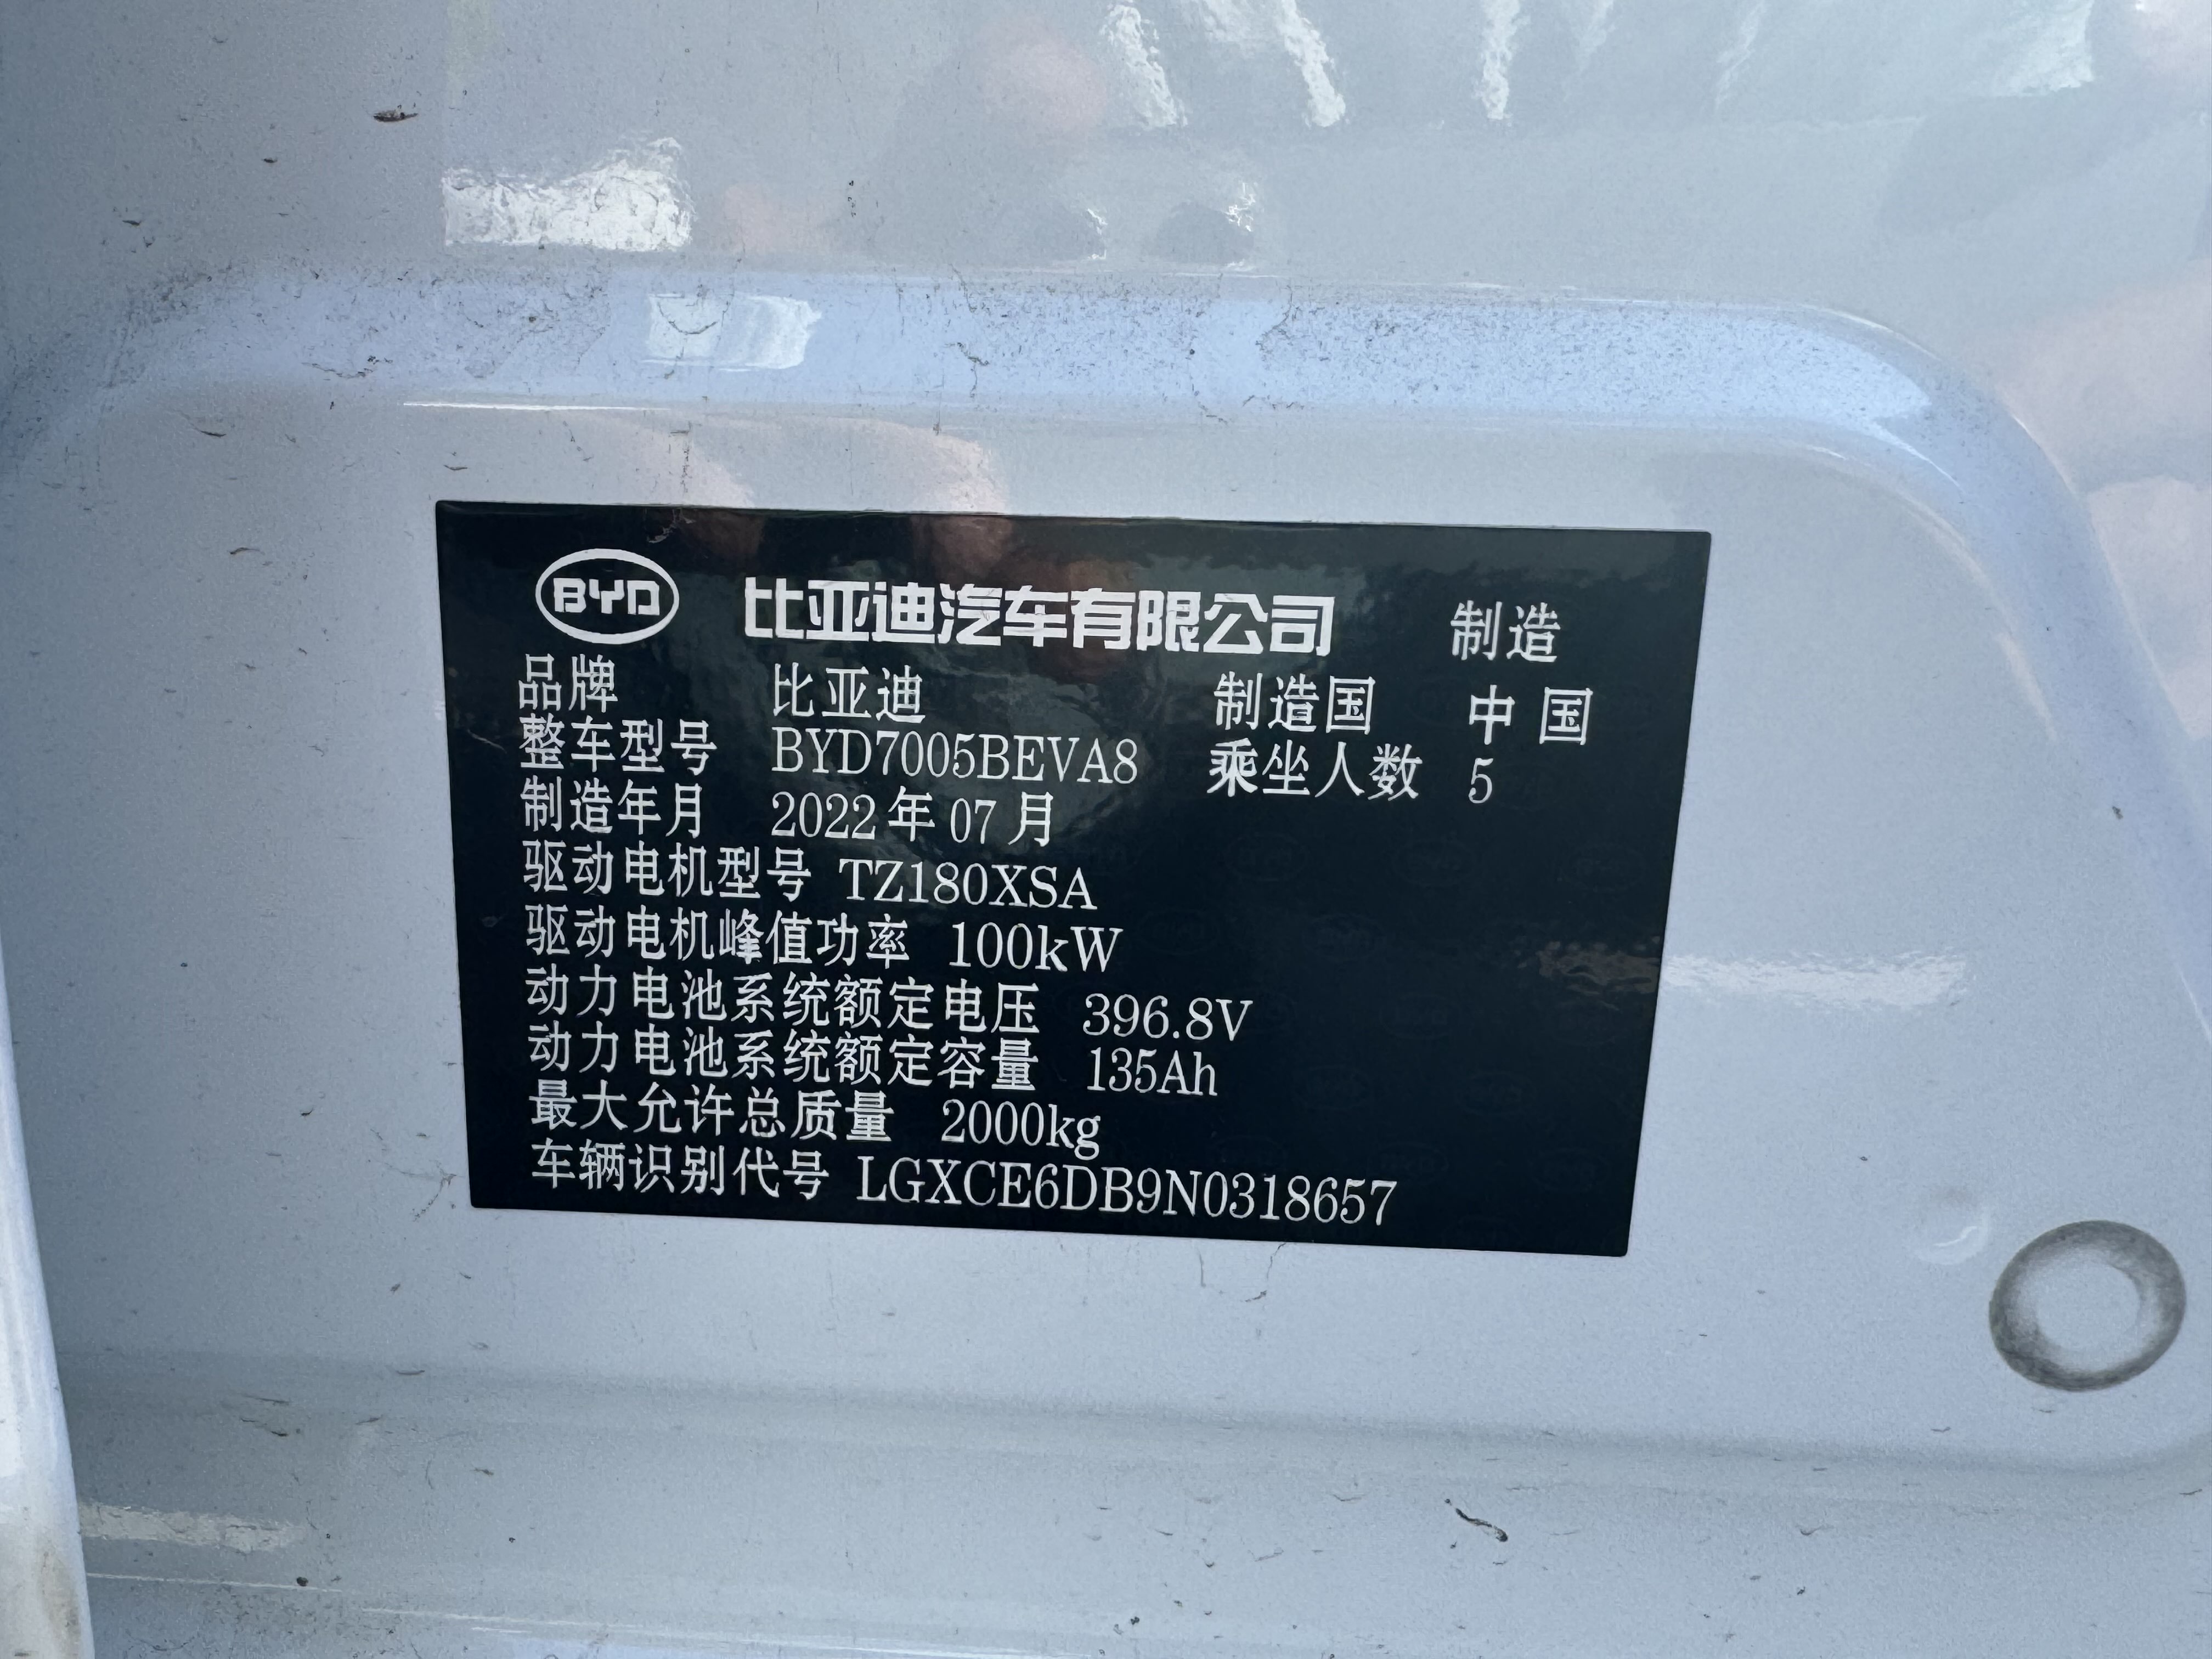 BYD 比亚迪汽车有限公司 制造
品牌 比亚迪 制造国 中国
整车型号 BYD7005BEVA8 乘坐人数 5
制造年月 2022年07月
驱动电机型号 TZ180XSA
驱动电机峰值功率 100kW
动力电池系统额定电压 396.8V
动力电池系统额定容量 135Ah
最大允许总质量 2000kg
车辆识别代号 LGXCE6DB9N0318657